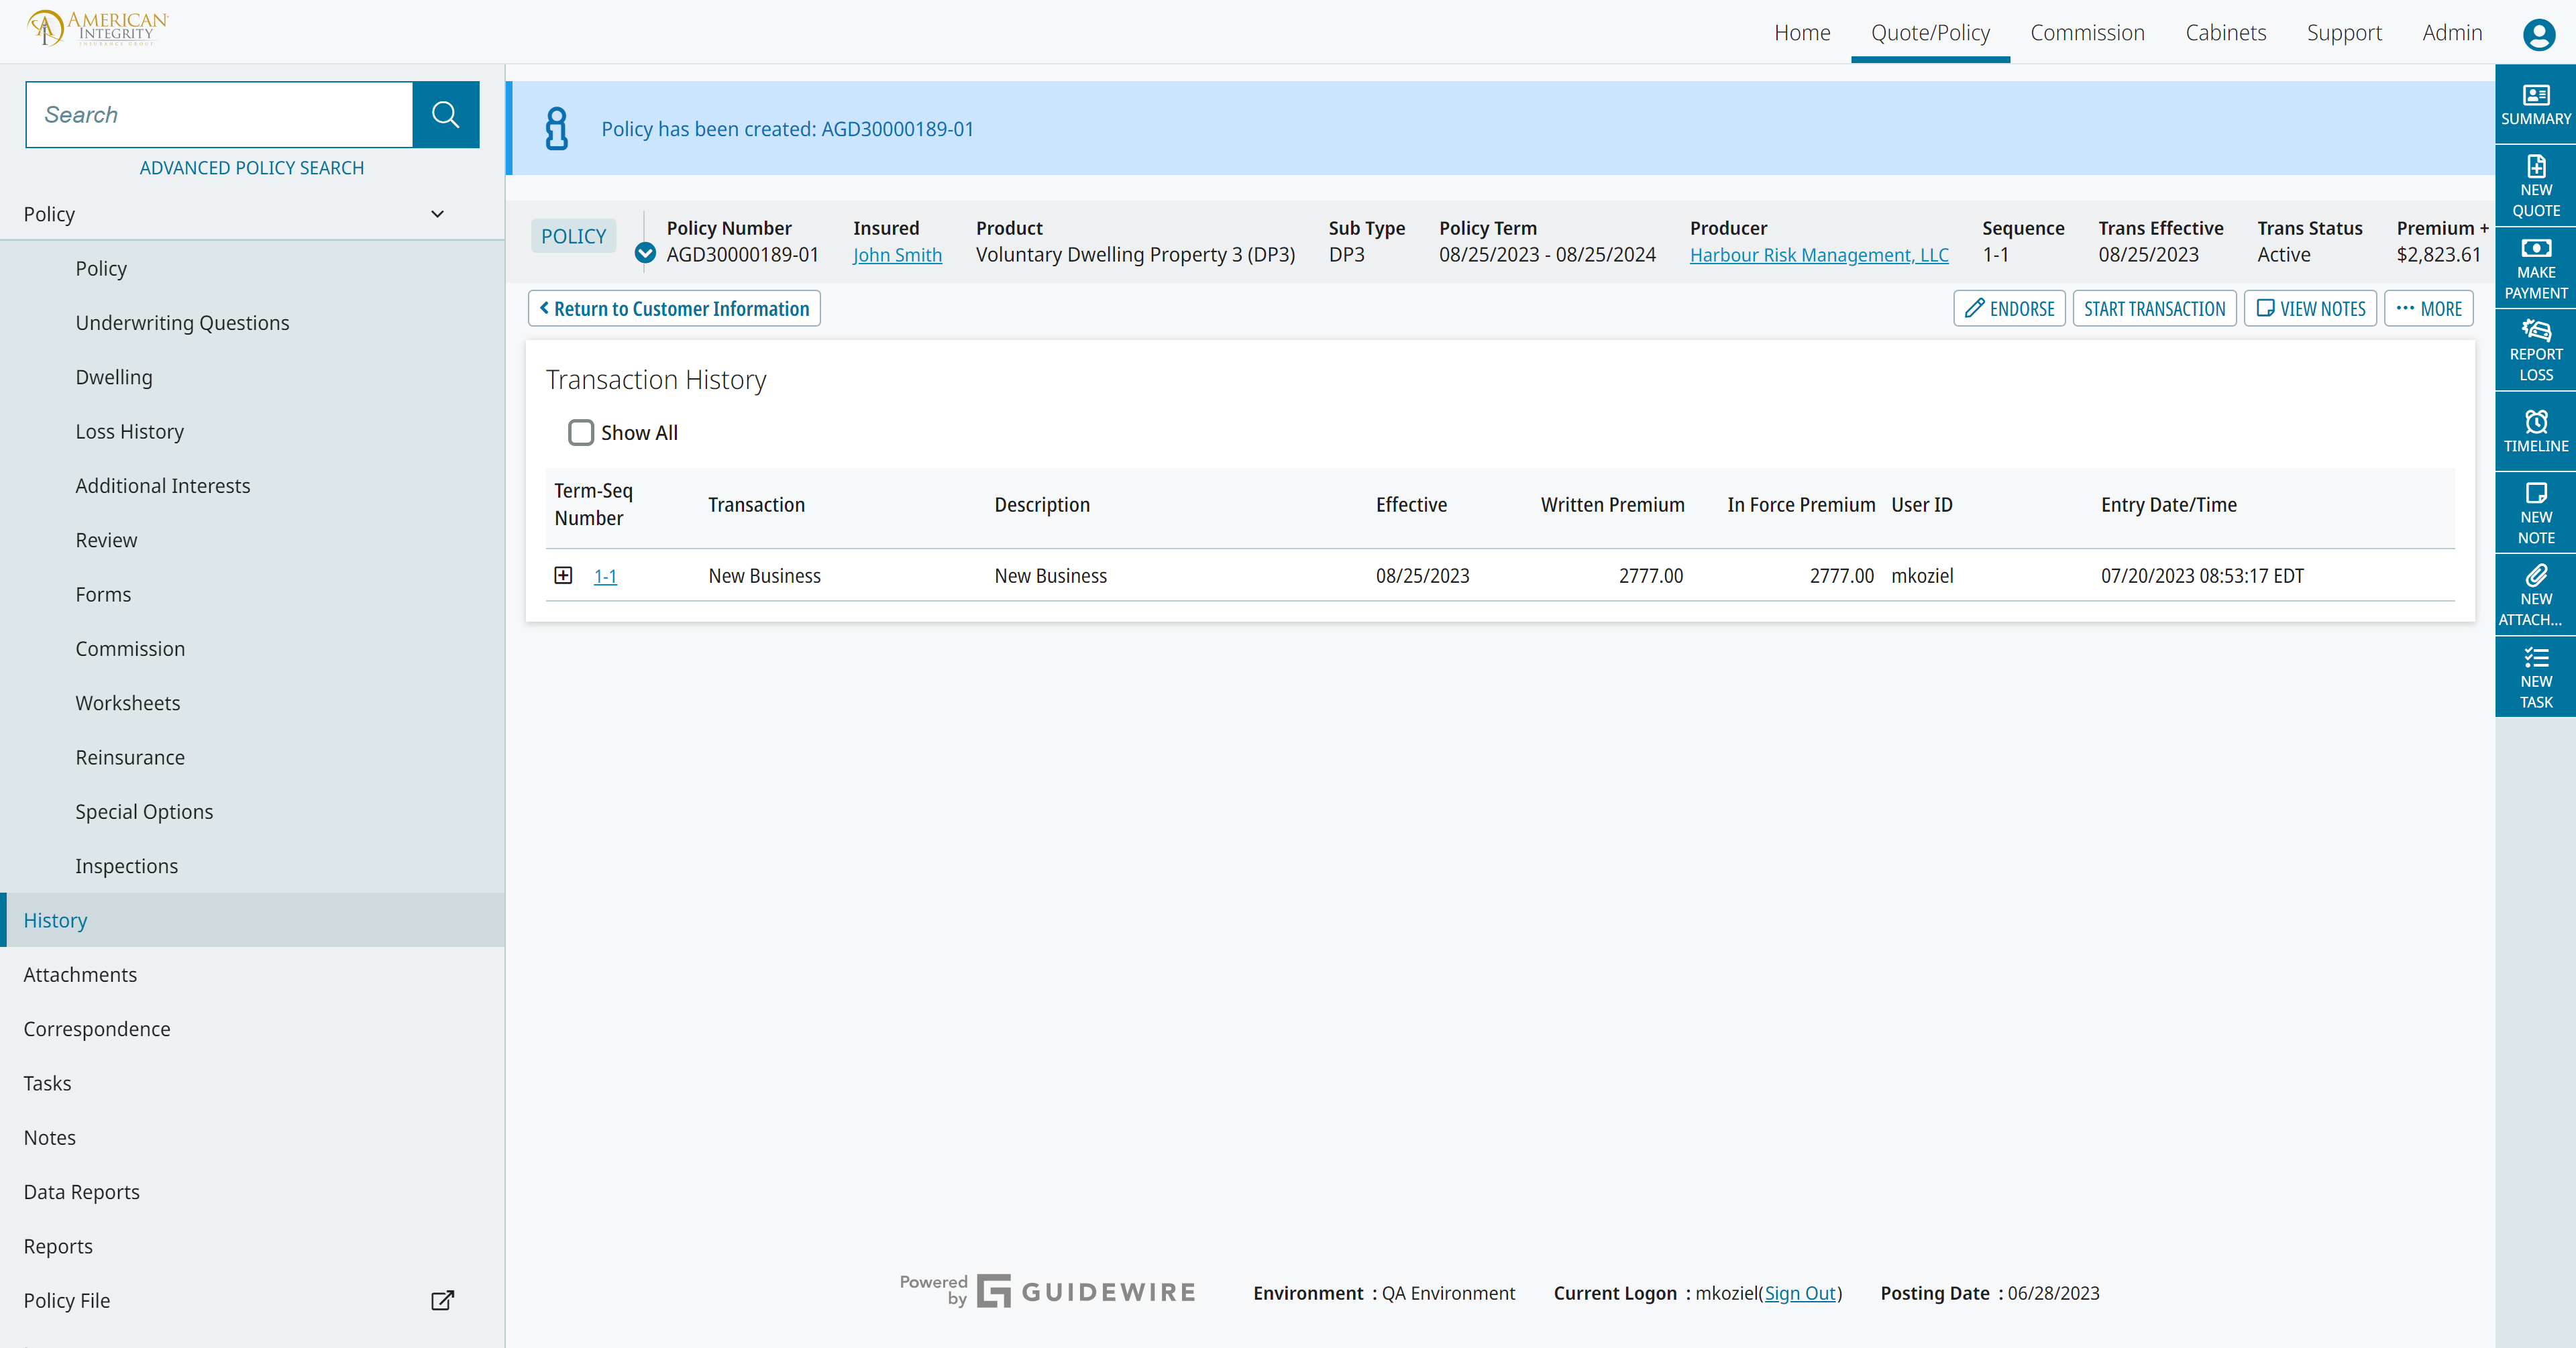 AMERICAN
INTEGRITY
INSURANCE GROUP
Home
Quote/Policy
Commission
Cabinets
Support
Admin
Search
ADVANCED POLICY SEARCH
Policy
Policy
Underwriting Questions
Dwelling
Loss History
Additional Interests
Review
Forms
Commission
Worksheets
Reinsurance
Special Options
Inspections
History
Attachments
Correspondence
Tasks
Notes
Data Reports
Reports
Policy File
Policy has been created: AGD30000189-01
POLICY
Policy Number Insured Product Sub Type Policy Term Producer Sequence Trans Effective Trans Status Premium +
AGD30000189-01 John Smith Voluntary Dwelling Property 3 (DP3) DP3 08/25/2023 - 08/25/2024 Harbour Risk Management, LLC 1-1 08/25/2023 Active $2,823.61
Return to Customer Information
ENDORSE
START TRANSACTION
VIEW NOTES
··· MORE
Transaction History
Show All
Term-Seq
Number
Transaction Description Effective Written Premium In Force Premium User ID Entry Date/Time
1-1 New Business New Business 08/25/2023 2777.00 2777.00 mkoziel 07/20/2023 08:53:17 EDT
SUMMARY
NEW
QUOTE
MAKE
PAYMENT
REPORT
LOSS
TIMELINE
NEW
NOTE
NEW
ATTACH...
NEW
TASK
Powered
by
GUIDEWIRE
Environment : QA Environment Current Logon : mkoziel(Sign Out) Posting Date : 06/28/2023